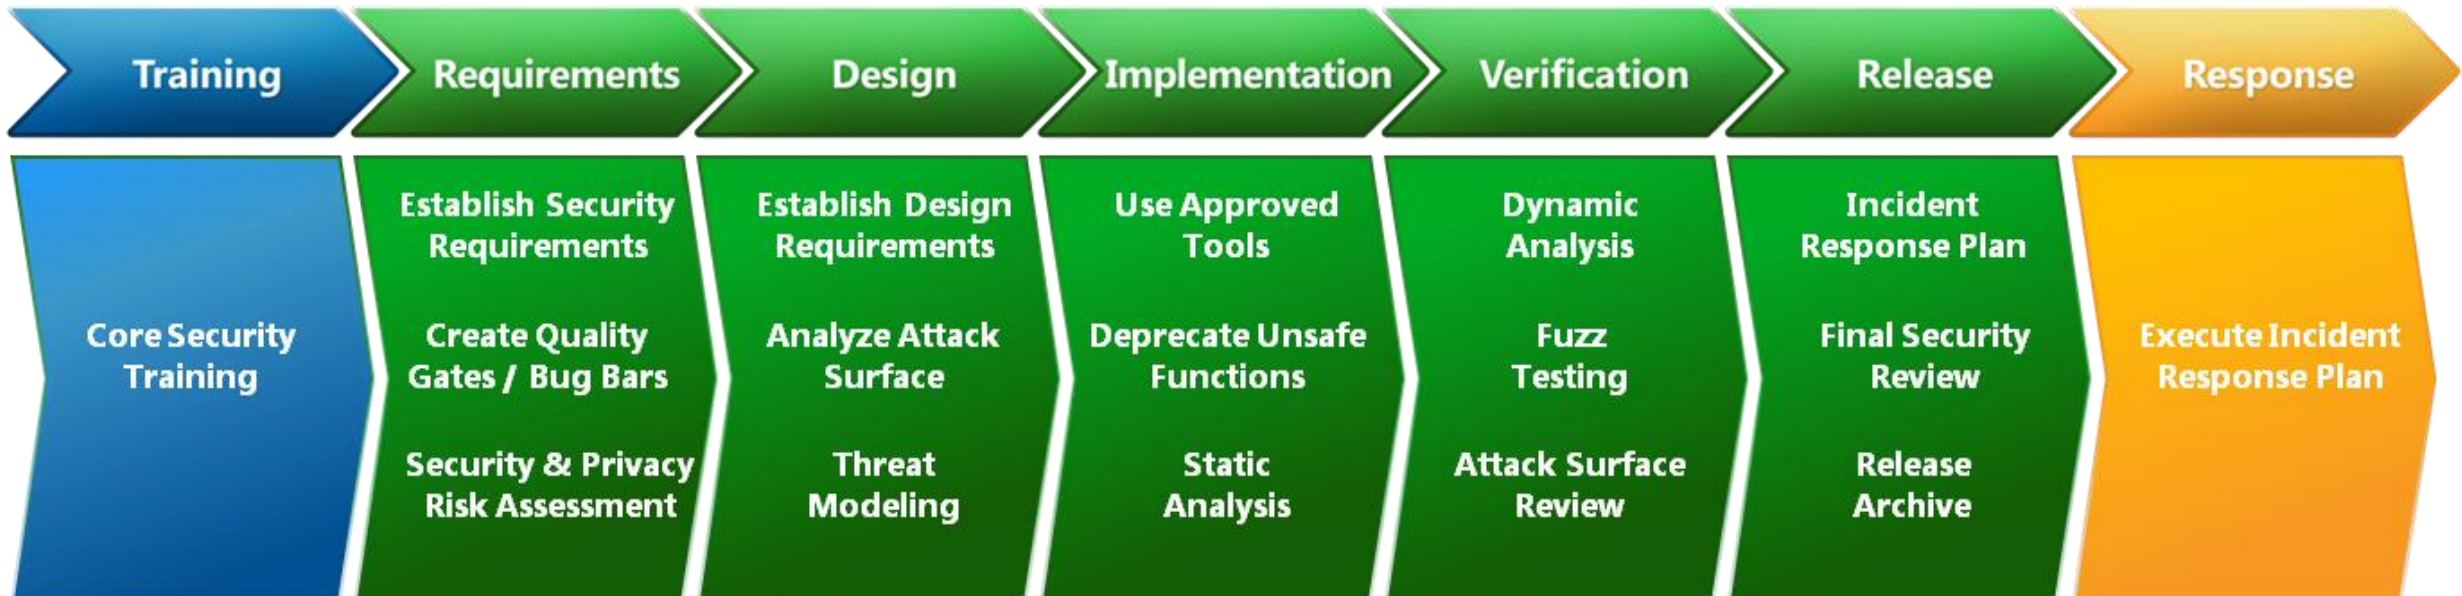 Training
Requirements
Design
Implementation
Verification
Release
Response
Core Security
Training
Establish Security
Requirements
Create Quality
Gates / Bug Bars
Security & Privacy
Risk Assessment
Establish Design
Requirements
Analyze Attack
Surface
Threat
Modeling
Use Approved
Tools
Deprecate Unsafe
Functions
Static
Analysis
Dynamic
Analysis
Fuzz
Testing
Attack Surface
Review
Incident
Response Plan
Final Security
Review
Release
Archive
Execute Incident
Response Plan